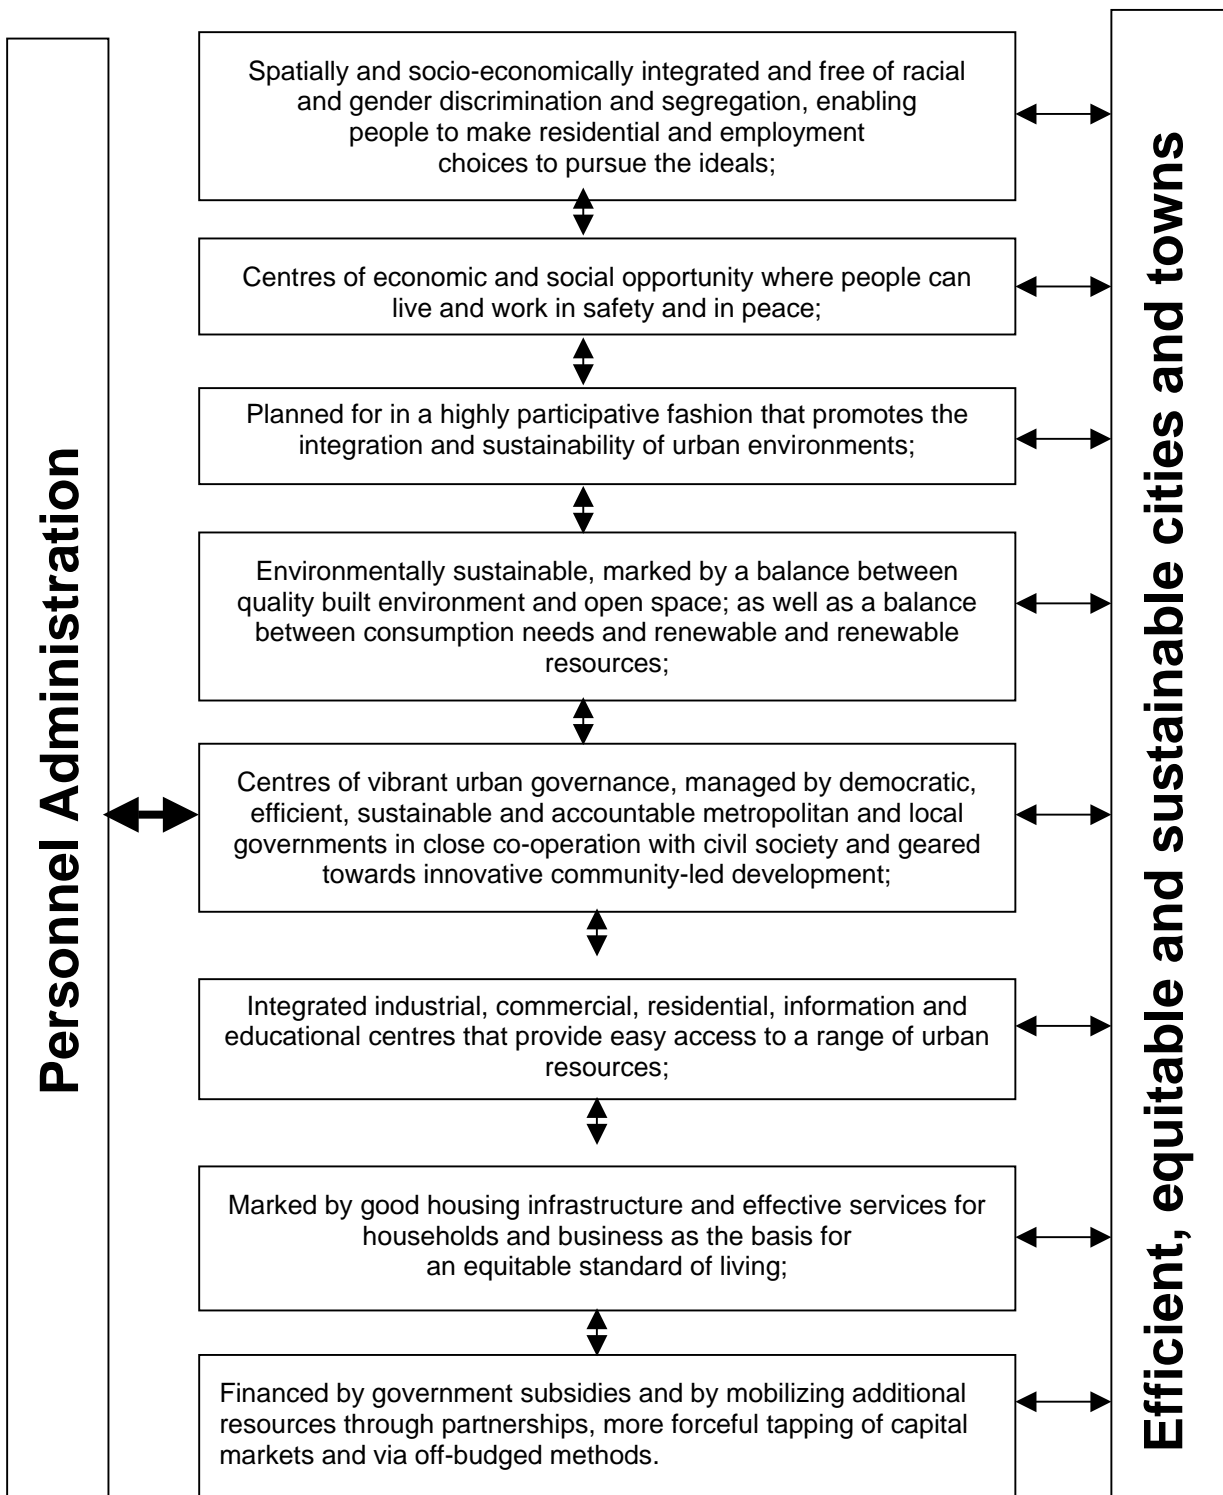 Personnel Administration
Spatially and socio-economically integrated and free of racial
and gender discrimination and segregation, enabling
people to make residential and employment
choices to pursue the ideals;
Centres of economic and social opportunity where people can
live and work in safety and in peace;
Planned for in a highly participative fashion that promotes the
integration and sustainability of urban environments;
Environmentally sustainable, marked by a balance between
quality built environment and open space; as well as a balance
between consumption needs and renewable and renewable
resources;
Centres of vibrant urban governance, managed by democratic,
efficient, sustainable and accountable metropolitan and local
governments in close co-operation with civil society and geared
towards innovative community-led development;
Integrated industrial, commercial, residential, information and
educational centres that provide easy access to a range of urban
resources;
Marked by good housing infrastructure and effective services for
households and business as the basis for
an equitable standard of living;
Financed by government subsidies and by mobilizing additional
resources through partnerships, more forceful tapping of capital
markets and via off-budged methods.
Efficient, equitable and sustainable cities and towns